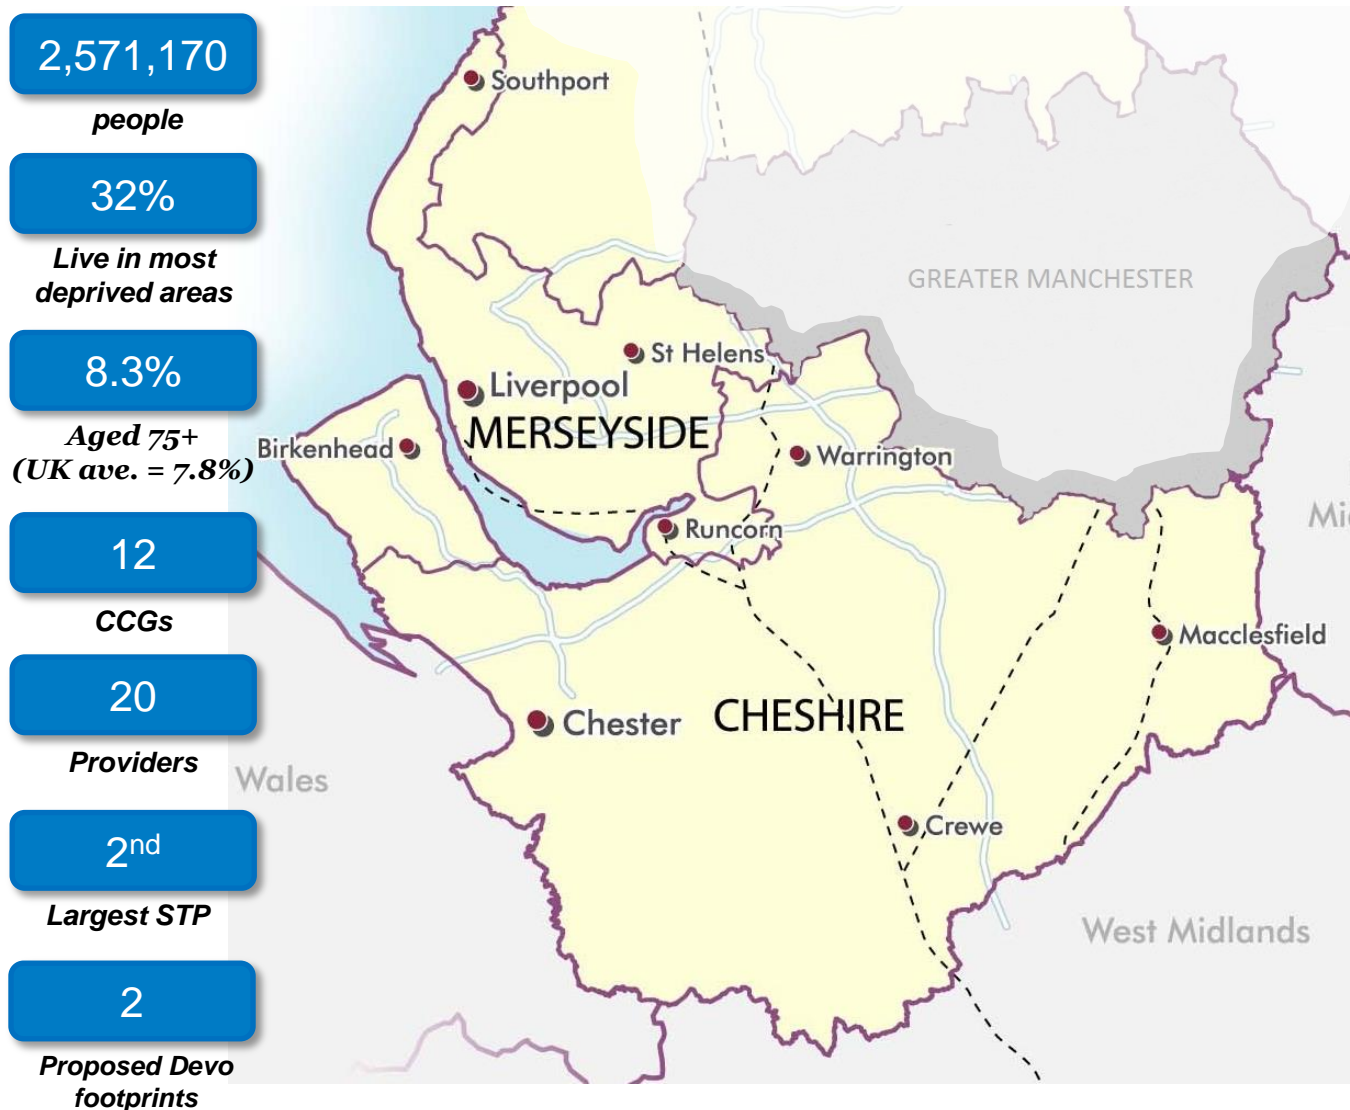 2,571,170
people
32%
Live in most
deprived areas
8.3%
Aged 75+
(UK ave. = 7.8%)
12
CCGs
20
Providers
2nd
Largest STP
2
Proposed Devo
footprints
Southport
GREATER MANCHESTER
St Helens
Liverpool
MERSEYSIDE
Birkenhead
Warrington
Runcorn
Mic
Macclesfield
Chester
CHESHIRE
Wales
Crewe
West Midlands